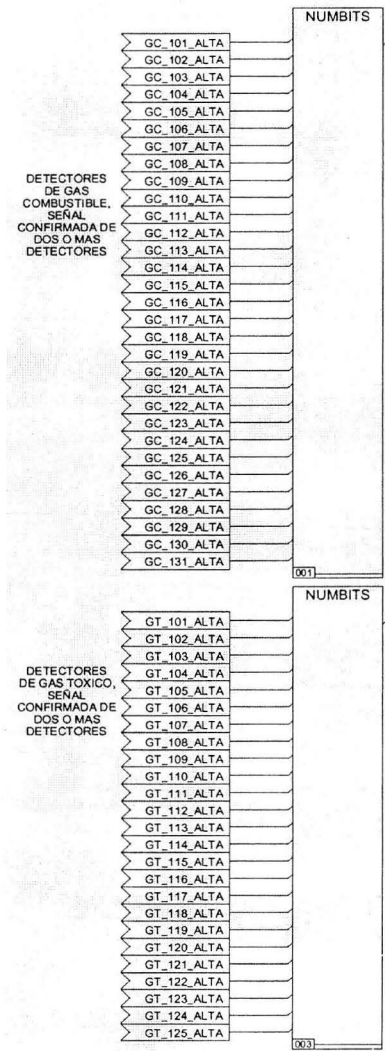 NUMBITS
GC_101_ALTA
GC_102_ALTA
GC_103_ALTA
GC_104_ALTA
GC_105_ALTA
GC_106_ALTA
GC_107_ALTA
GC_108_ALTA
GC_109_ALTA
GC_110_ALTA
GC_111_ALTA
GC_112_ALTA
GC_113_ALTA
GC_114_ALTA
GC_115_ALTA
GC_116_ALTA
GC_117_ALTA
GC_118_ALTA
GC_119_ALTA
GC_120_ALTA
GC_121_ALTA
GC_122_ALTA
GC_123_ALTA
GC_124_ALTA
GC_125_ALTA
GC_126_ALTA
GC_127_ALTA
GC_128_ALTA
GC_129_ALTA
GC_130_ALTA
GC_131_ALTA
DETECTORES
DE GAS
COMBUSTIBLE,
SEÑAL
CONFIRMADA DE
DOS O MAS
DETECTORES
001
NUMBITS
GT_101_ALTA
GT_102_ALTA
GT_103_ALTA
GT_104_ALTA
GT_105_ALTA
GT_106_ALTA
GT_107_ALTA
GT_108_ALTA
GT_109_ALTA
GT_110_ALTA
GT_111_ALTA
GT_112_ALTA
GT_113_ALTA
GT_114_ALTA
GT_115_ALTA
GT_116_ALTA
GT_117_ALTA
GT_118_ALTA
GT_119_ALTA
GT_120_ALTA
GT_121_ALTA
GT_122_ALTA
GT_123_ALTA
GT_124_ALTA
GT_125_ALTA
DETECTORES
DE GAS TOXICO,
SEÑAL
CONFIRMADA DE
DOS O MAS
DETECTORES
003